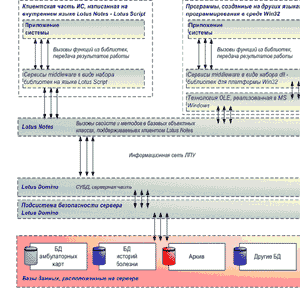 Клиентская часть ИС, написанная на
внутреннем языке Lotus Notes - Lotus Script
Программы, созданные на других языках
программирования в среде Win32
Приложение
системы
Приложение
системы
Вызовы функций из библиотек,
передача результатов работы
Вызовы функций из библиотек,
передача результатов работы
Сервисы middleware в виде набора
библиотек на языке Lotus Script
Сервисы middleware в виде набора dll -
библиотек для платформы Win32
Технология OLE, реализованная в MS
Windows
Lotus Notes
Вызовы свойств и методов в базовых объектных
классах, поддерживаемых клиентом Lotus Notes
Информационная сеть ЛПУ
Lotus Domino
СУБД, серверная часть
Подсистема безопасности сервера
Lotus Domino
БД
амбулаторных
карт
БД
историй
болезни
Архив
Другие БД
Базы данных, расположенные на сервере